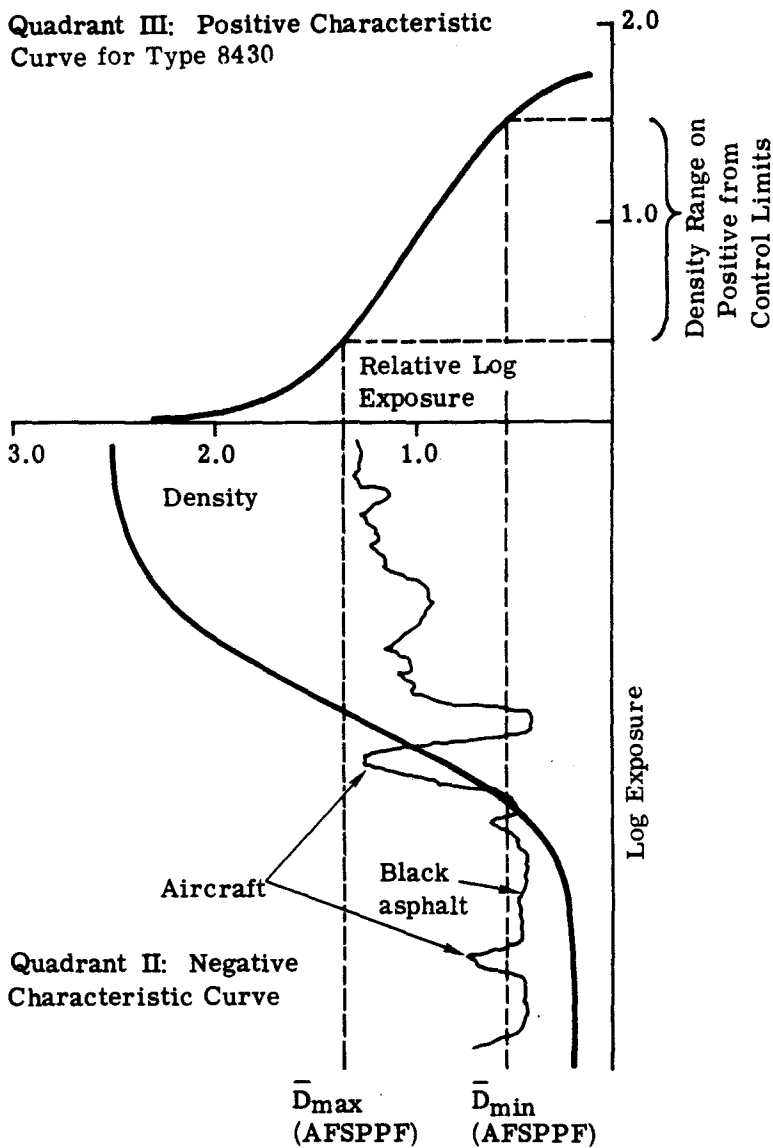 Quadrant III: Positive Characteristic
Curve for Type 8430
2.0
1.0
Density Range on
Positive from
Control Limits
Relative Log
Exposure
3.0
2.0
1.0
Density
Log Exposure
Aircraft
Black
asphalt
Quadrant II: Negative
Characteristic Curve
D̅max
(AFSPPF)
D̅min
(AFSPPF)